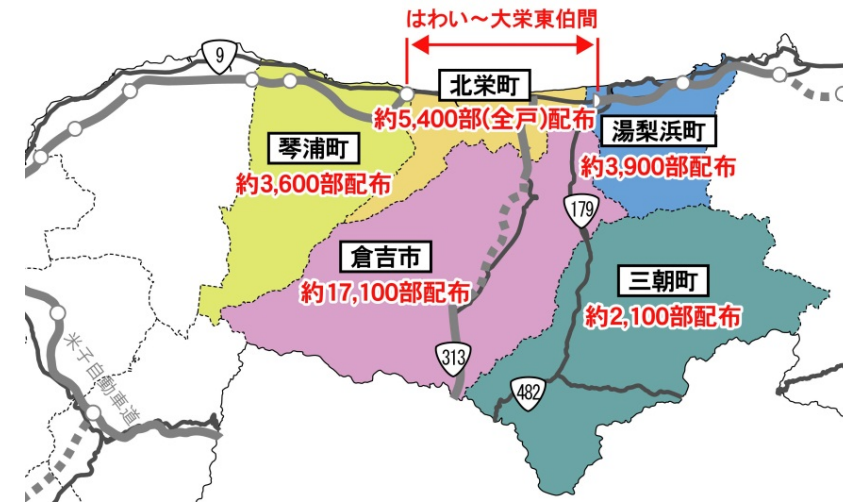 はわい～大栄東伯間
9
北栄町
約5,400部(全戸)配布
琴浦町
約3,600部配布
湯梨浜町
約3,900部配布
179
倉吉市
約17,100部配布
三朝町
約2,100部配布
313
482
米子自動車道